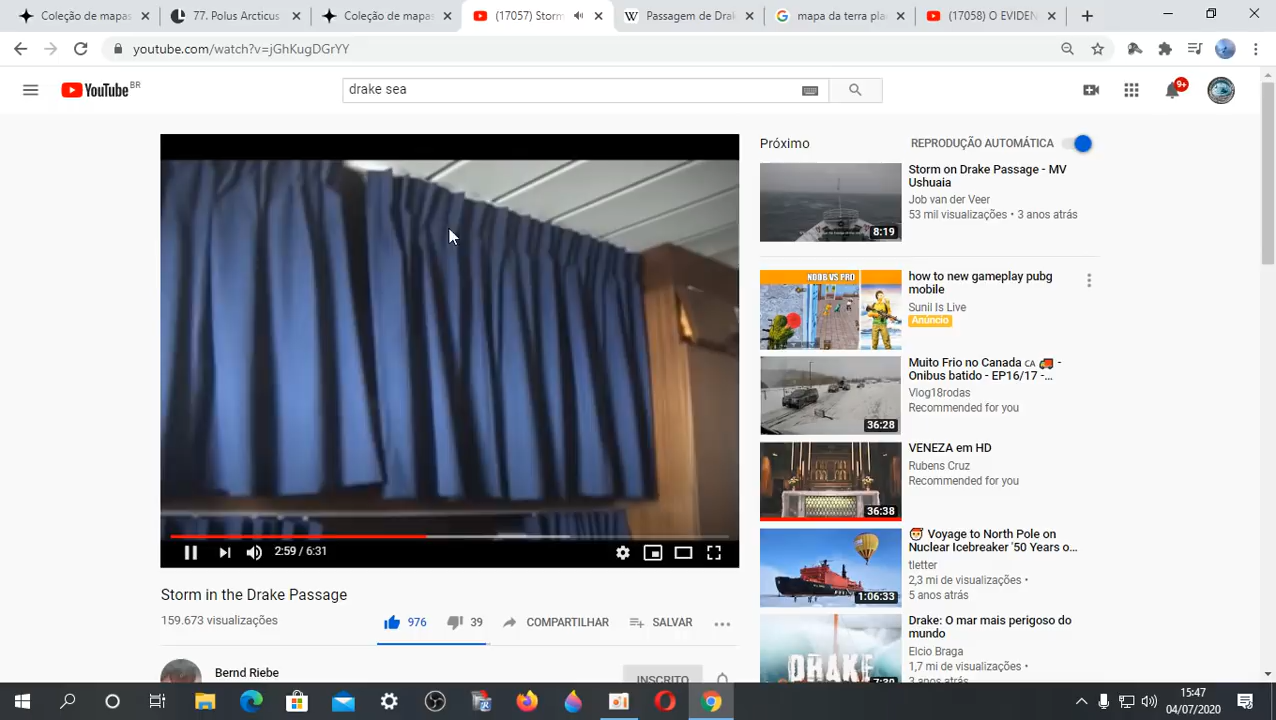 Coleção de mapas
77. Polus Arcticus
Coleção de mapas
(17057) Storm
Passagem de Drak
mapa da terra plan
(17058) O EVIDEN
youtube.com/watch?v=jGhKugDGrYY
YouTube BR
drake sea
9+
Próximo
REPRODUÇÃO AUTOMÁTICA
Storm on Drake Passage - MV
Ushuaia
Job van der Veer
53 mil visualizações • 3 anos atrás
8:19
NOOB VS PRO
how to new gameplay pubg
mobile
Sunil Is Live
Anúncio
Muito Frio no Canada 🇨🇦 🚚 -
Onibus batido - EP16/17 -...
Vlog18rodas
Recommended for you
36:28
VENEZA em HD
Rubens Cruz
Recommended for you
36:38
Voyage to North Pole on
Nuclear Icebreaker '50 Years o...
tletter
2,3 mi de visualizações •
5 anos atrás
1:06:33
Drake: O mar mais perigoso do
mundo
Elcio Braga
1,7 mi de visualizações •
3 anos atrás
DRAKE
7:30
2:59 / 6:31
Storm in the Drake Passage
159.673 visualizações
976
39
COMPARTILHAR
SALVAR
Bernd Riebe
INSCRITO
15:47
04/07/2020